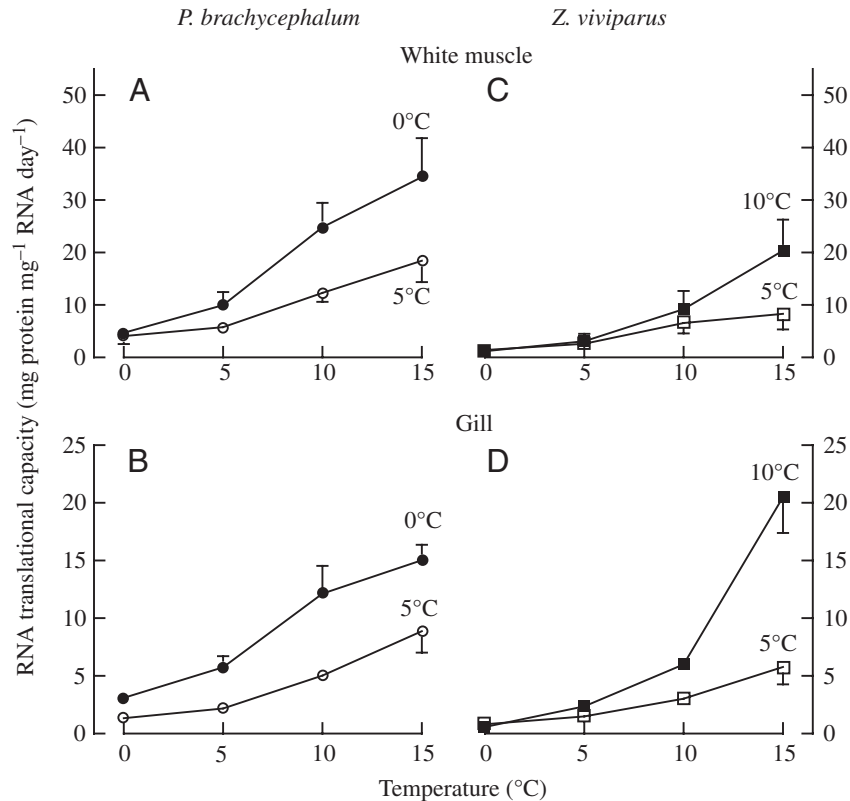 P. brachycephalum Z. viviparus
White muscle
A
C
50 50
40 40
30 30
20 20
10 10
0 0
0°C
5°C
10°C
5°C
0 5 10 15 0 5 10 15
RNA translational capacity (mg protein mg⁻¹ RNA day⁻¹)
Gill
B
D
25 25
20 20
15 15
10 10
5 5
0 0
0°C
5°C
10°C
5°C
0 5 10 15 0 5 10 15
Temperature (°C)